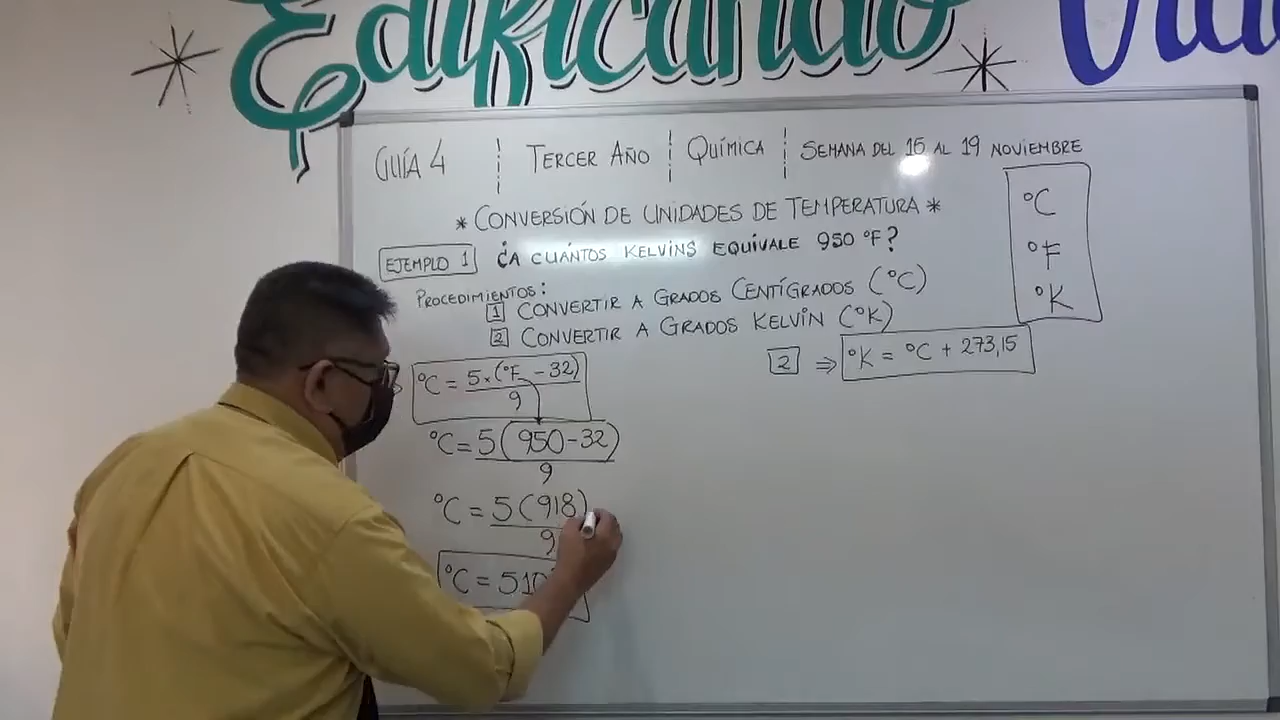 Edificando
GUÍA 4 | TERCER AÑO | QUÍMICA | SEMANA DEL 15 AL 19 NOVIEMBRE
* CONVERSIÓN DE UNIDADES DE TEMPERATURA *
EJEMPLO 1 ¿A CUÁNTOS KELVINS EQUÍVALE 950 °F?
PROCEDIMIENTOS:
1 CONVERTIR A GRADOS CENTÍGRADOS (°C)
2 CONVERTIR A GRADOS KELVIN (°K)
°C
°F
°K
°C = 5 x (°F - 32)
9
°C = 5 (950 - 32)
9
°C = 5 (918)
9
°C = 510
2 ⇒ °K = °C + 273,15